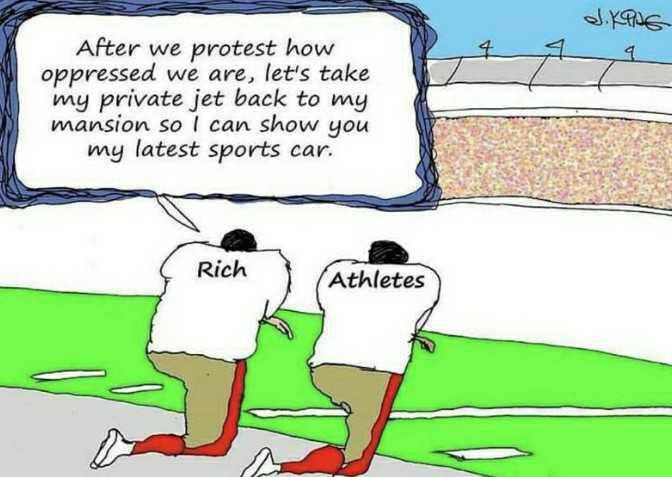 After we protest how
oppressed we are, let's take
my private jet back to my
mansion so I can show you
my latest sports car.
Rich
Athletes